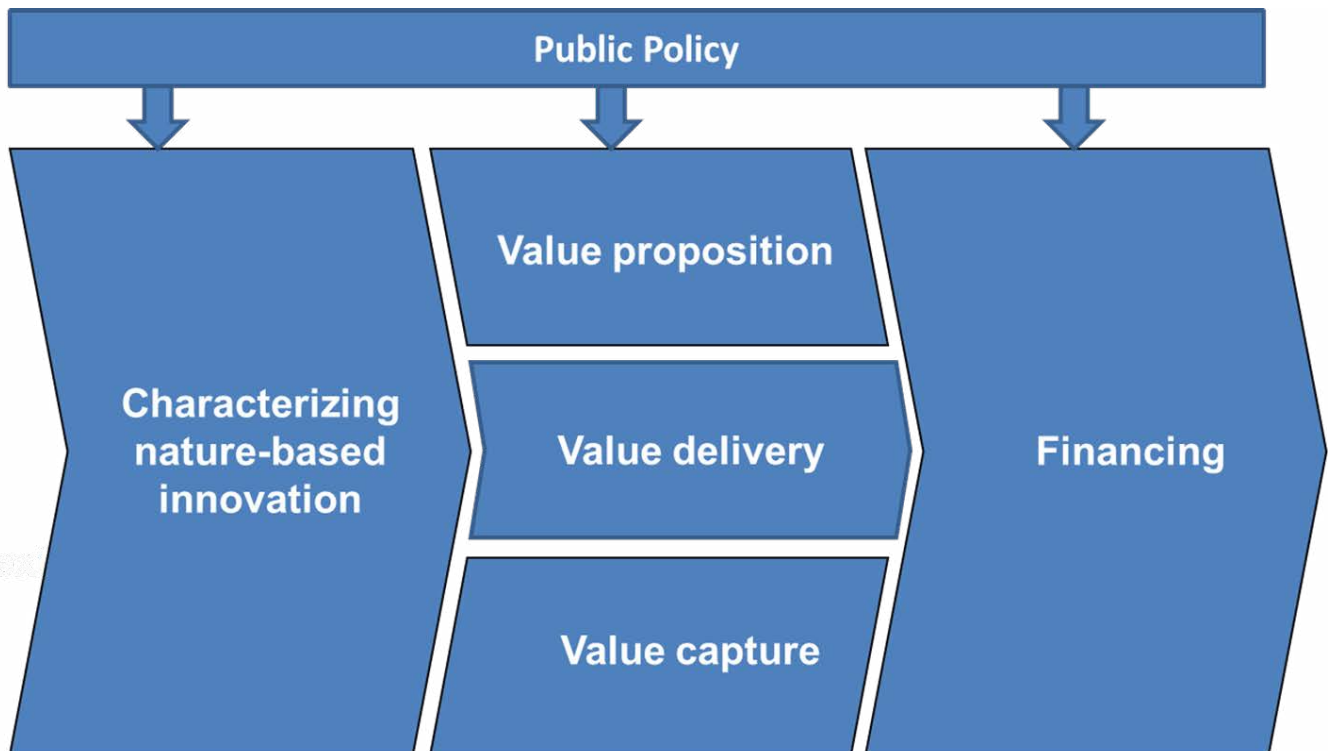 Public Policy
Value proposition
Characterizing
nature-based
innovation
Value delivery
Financing
Value capture